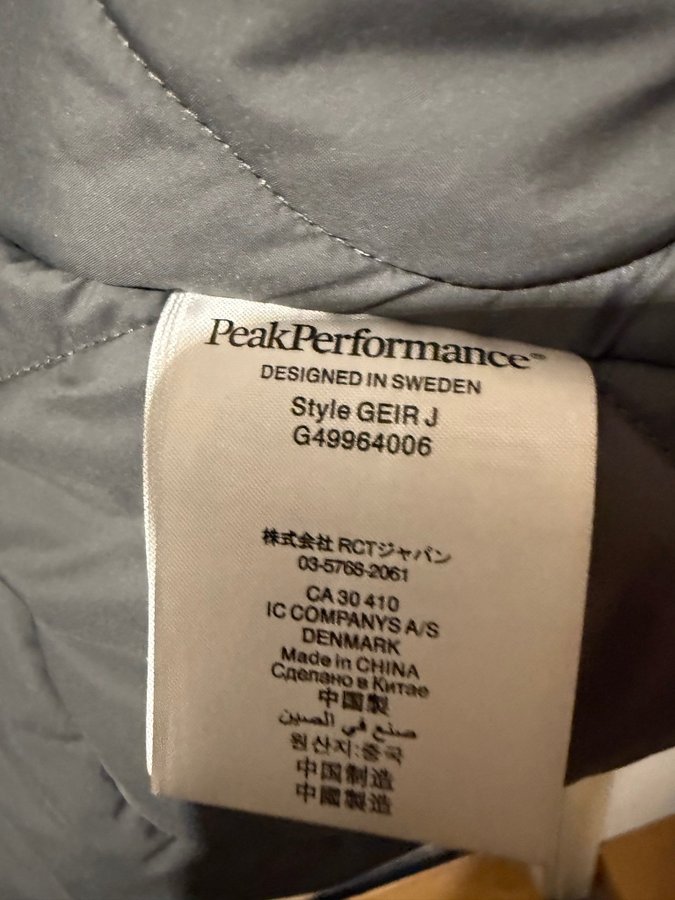 PeakPerformance®
DESIGNED IN SWEDEN
Style GEIR J
G49964006
株式会社 RCTジャパン
03-5768-2061
CA 30 410
IC COMPANYS A/S
DENMARK
Made in CHINA
Сделано в Китае
中国製
صنع في الصين
원산지:중국
中国制造
中國製造